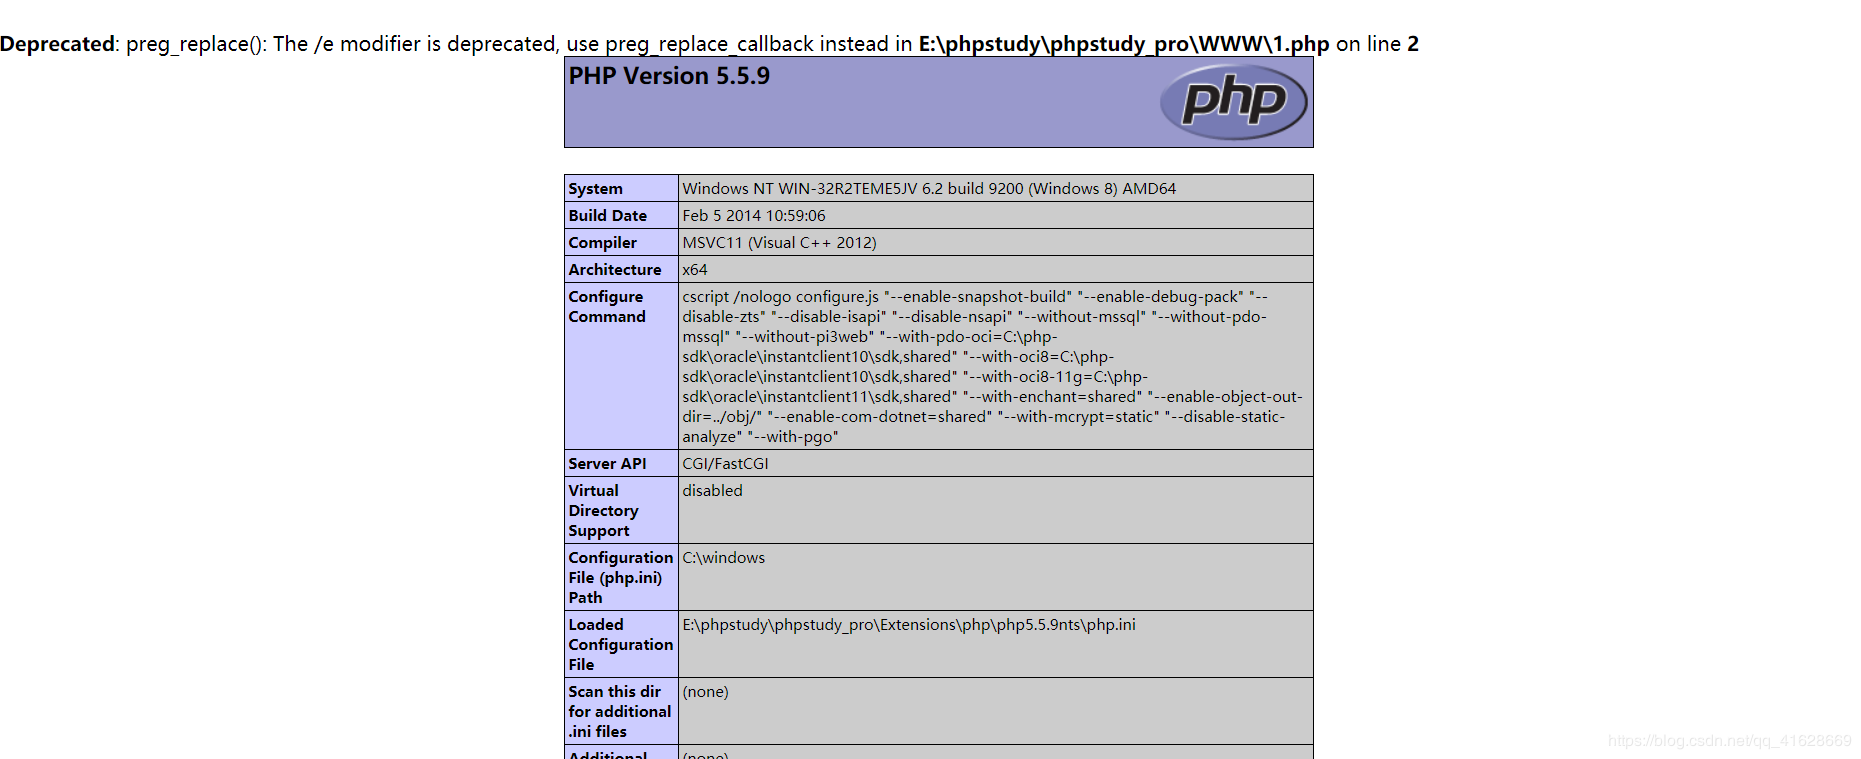 Deprecated: preg_replace(): The /e modifier is deprecated, use preg_replace_callback instead in E:\phpstudy\phpstudy_pro\WWW\1.php on line 2
PHP Version 5.5.9
php
System Windows NT WIN-32R2TEME5JV 6.2 build 9200 (Windows 8) AMD64
Build Date Feb 5 2014 10:59:06
Compiler MSVC11 (Visual C++ 2012)
Architecture x64
Configure
Command
cscript /nologo configure.js "--enable-snapshot-build" "--enable-debug-pack" "--
disable-zts" "--disable-isapi" "--disable-nsapi" "--without-mssql" "--without-pdo-
mssql" "--without-pi3web" "--with-pdo-oci=C:\php-
sdk\oracle\instantclient10\sdk,shared" "--with-oci8=C:\php-
sdk\oracle\instantclient10\sdk,shared" "--with-oci8-11g=C:\php-
sdk\oracle\instantclient11\sdk,shared" "--with-enchant=shared" "--enable-object-out-
dir=../obj/" "--enable-com-dotnet=shared" "--with-mcrypt=static" "--disable-static-
analyze" "--with-pgo"
Server API CGI/FastCGI
Virtual
Directory
Support
disabled
Configuration
File (php.ini)
Path
C:\windows
Loaded
Configuration
File
E:\phpstudy\phpstudy_pro\Extensions\php\php5.5.9nts\php.ini
Scan this dir
for additional
.ini files
(none)
Additional (none)
https://blog.csdn.net/qq_41628669